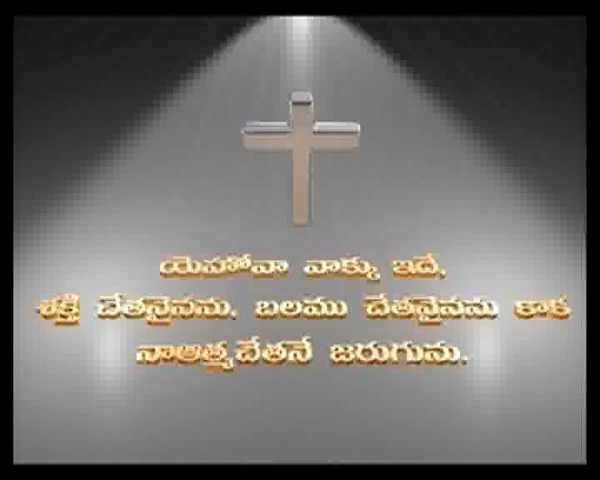 యెహోవా వాక్కు ఇదే.
శక్తి చేతనైనను, బలము చేతనైనను కాక
నాఆత్మచేతనే జరుగును.